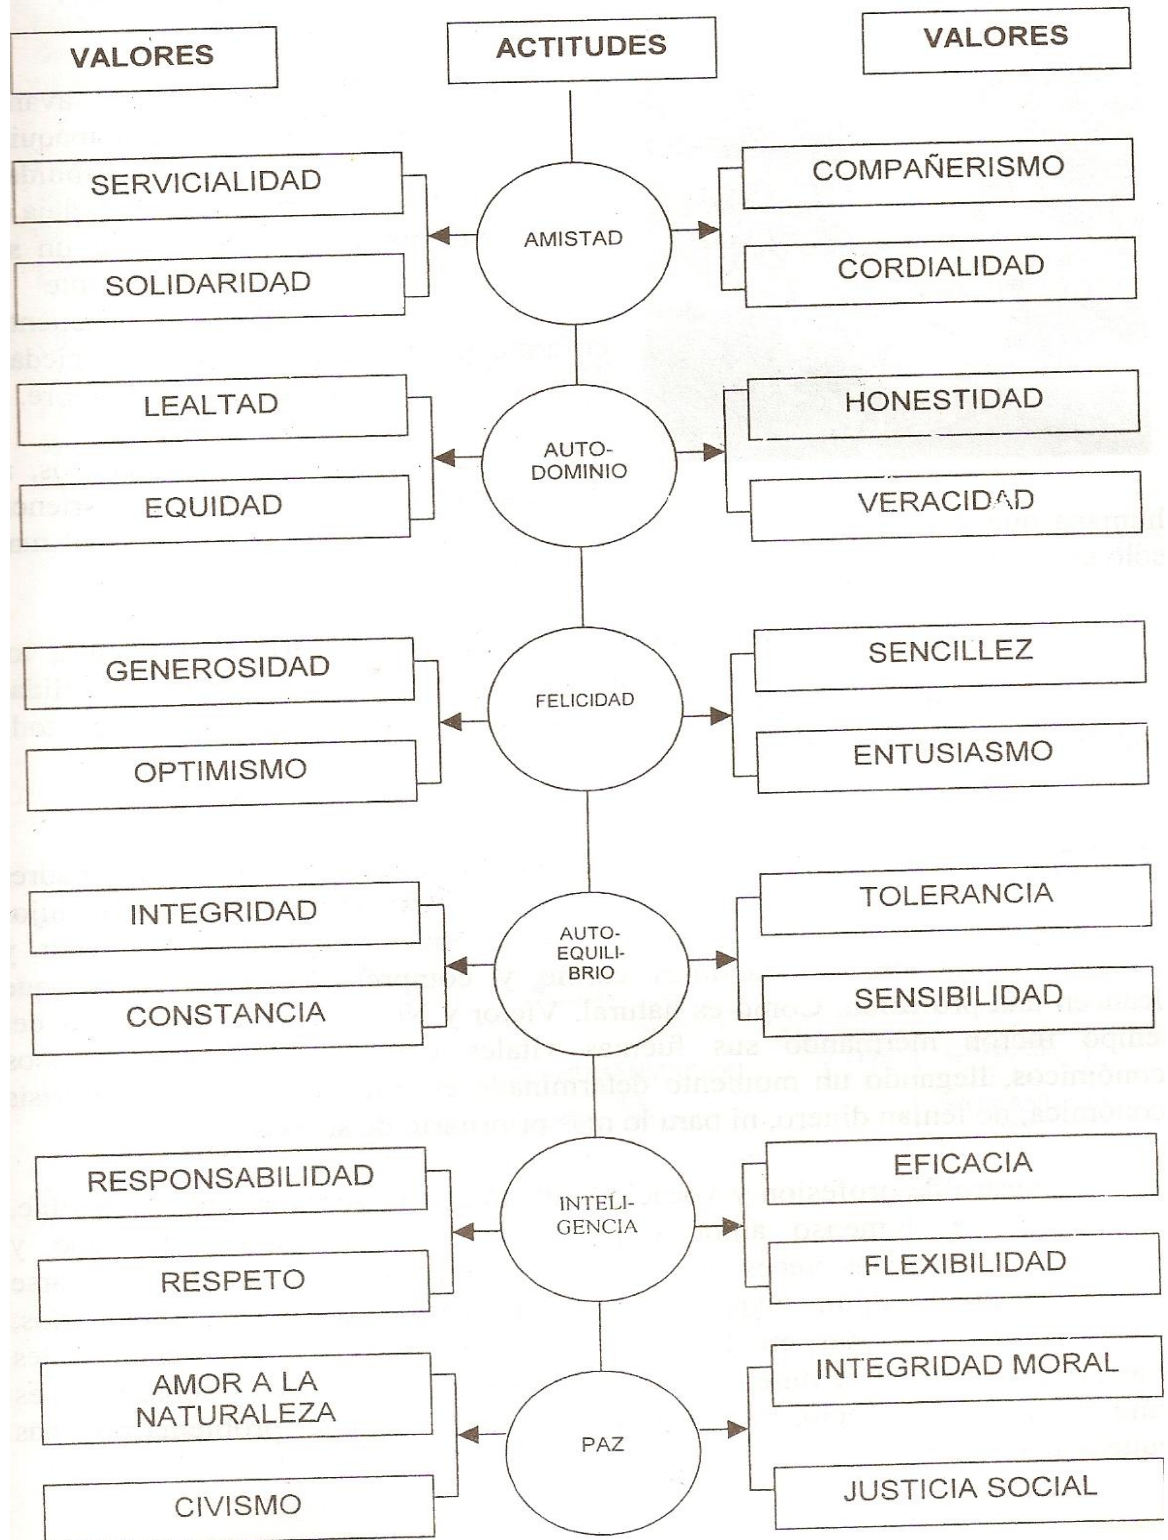 VALORES
ACTITUDES
VALORES
SERVICIALIDAD
SOLIDARIDAD
AMISTAD
COMPAÑERISMO
CORDIALIDAD
LEALTAD
EQUIDAD
AUTO-
DOMINIO
HONESTIDAD
VERACIDAD
GENEROSIDAD
OPTIMISMO
FELICIDAD
SENCILLEZ
ENTUSIASMO
INTEGRIDAD
CONSTANCIA
AUTO-
EQUILI-
BRIO
TOLERANCIA
SENSIBILIDAD
RESPONSABILIDAD
RESPETO
INTELI-
GENCIA
EFICACIA
FLEXIBILIDAD
AMOR A LA
NATURALEZA
CIVISMO
PAZ
INTEGRIDAD MORAL
JUSTICIA SOCIAL